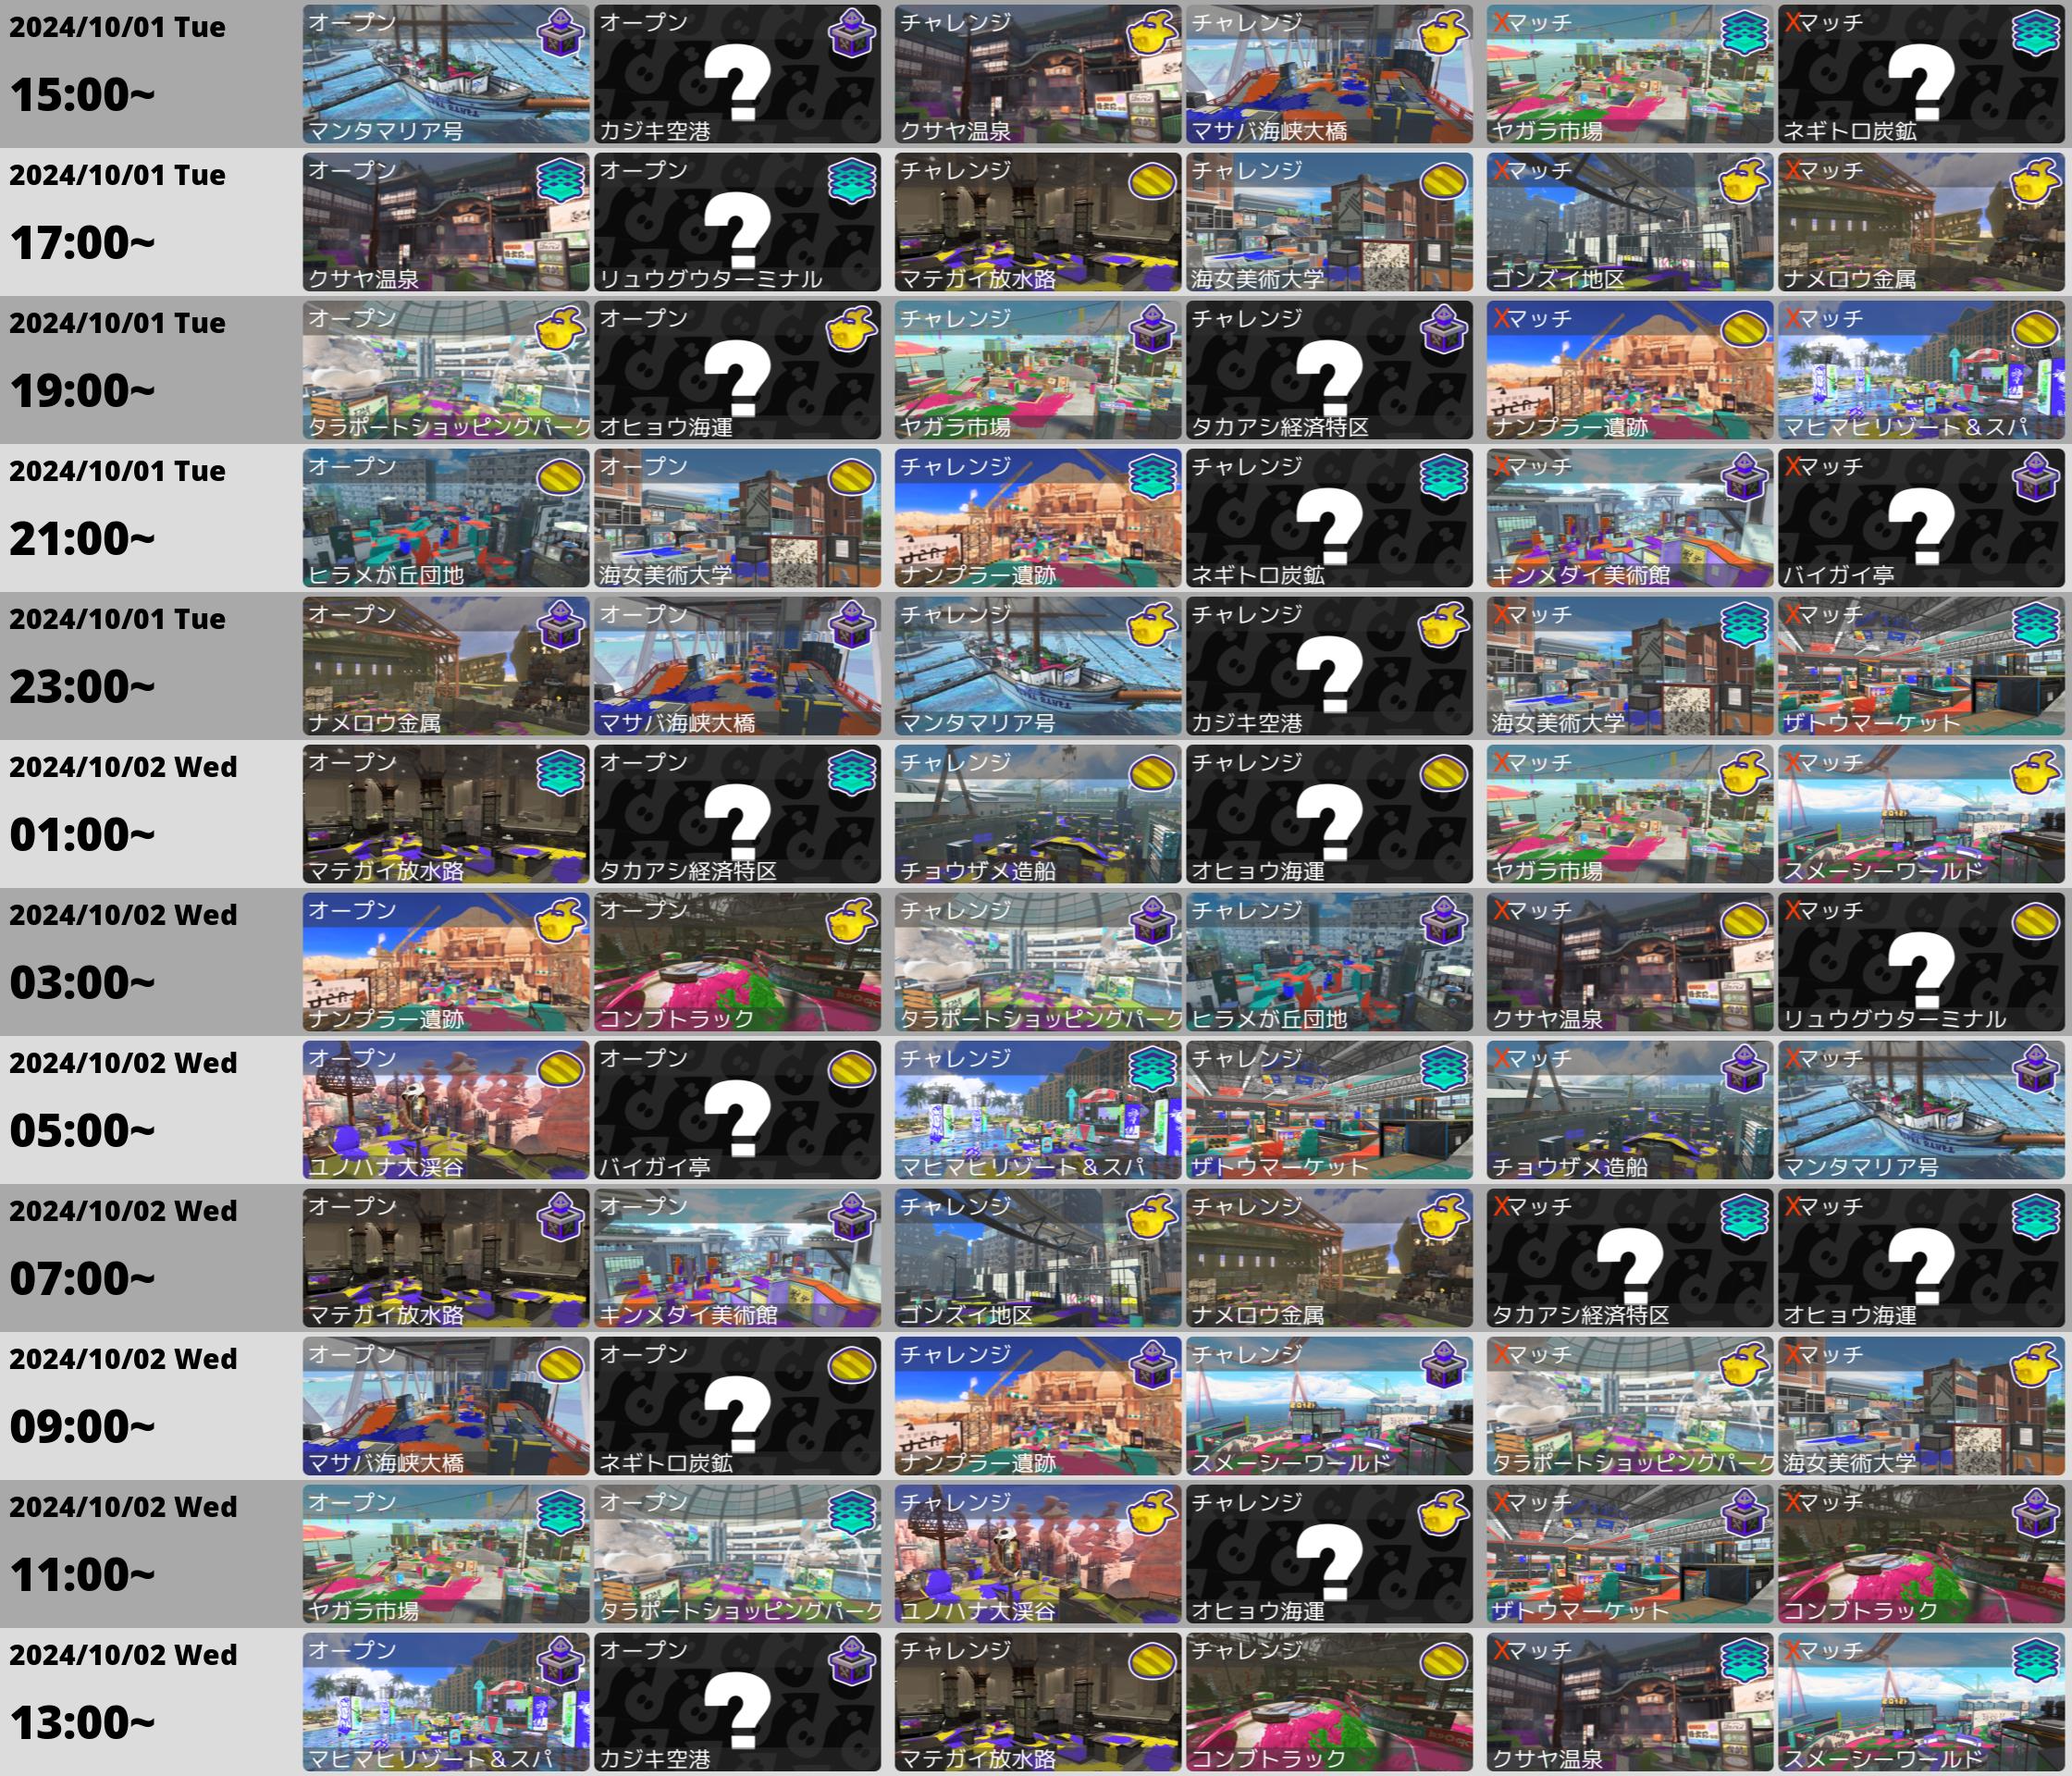 2024/10/01 Tue
15:00~
オープン
マンタマリア号
オープン
カジキ空港
チャレンジ
クサヤ温泉
チャレンジ
マサバ海峡大橋
Xマッチ
ヤガラ市場
Xマッチ
ネギトロ炭鉱
2024/10/01 Tue
17:00~
オープン
クサヤ温泉
オープン
リュウグウターミナル
チャレンジ
マテガイ放水路
チャレンジ
海女美術大学
Xマッチ
ゴンズイ地区
Xマッチ
ナメロウ金属
2024/10/01 Tue
19:00~
オープン
タラポートショッピングパーク
オープン
オヒョウ海運
チャレンジ
ヤガラ市場
チャレンジ
タカアシ経済特区
Xマッチ
ナンプラー遺跡
Xマッチ
マヒマヒリゾート＆スパ
2024/10/01 Tue
21:00~
オープン
ヒラメが丘団地
オープン
海女美術大学
チャレンジ
ナンプラー遺跡
チャレンジ
ネギトロ炭鉱
Xマッチ
キンメダイ美術館
Xマッチ
バイガイ亭
2024/10/01 Tue
23:00~
オープン
ナメロウ金属
オープン
マサバ海峡大橋
チャレンジ
マンタマリア号
チャレンジ
カジキ空港
Xマッチ
海女美術大学
Xマッチ
ザトウマーケット
2024/10/02 Wed
01:00~
オープン
マテガイ放水路
オープン
タカアシ経済特区
チャレンジ
チョウザメ造船
チャレンジ
オヒョウ海運
Xマッチ
ヤガラ市場
Xマッチ
スメーシーワールド
2024/10/02 Wed
03:00~
オープン
ナンプラー遺跡
オープン
コンブトラック
チャレンジ
タラポートショッピングパーク
チャレンジ
ヒラメが丘団地
Xマッチ
クサヤ温泉
Xマッチ
リュウグウターミナル
2024/10/02 Wed
05:00~
オープン
ユノハナ大渓谷
オープン
バイガイ亭
チャレンジ
マヒマヒリゾート＆スパ
チャレンジ
ザトウマーケット
Xマッチ
チョウザメ造船
Xマッチ
マンタマリア号
2024/10/02 Wed
07:00~
オープン
マテガイ放水路
オープン
キンメダイ美術館
チャレンジ
ゴンズイ地区
チャレンジ
ナメロウ金属
Xマッチ
タカアシ経済特区
Xマッチ
オヒョウ海運
2024/10/02 Wed
09:00~
オープン
マサバ海峡大橋
オープン
ネギトロ炭鉱
チャレンジ
ナンプラー遺跡
チャレンジ
スメーシーワールド
Xマッチ
タラポートショッピングパーク
Xマッチ
海女美術大学
2024/10/02 Wed
11:00~
オープン
ヤガラ市場
オープン
タラポートショッピングパーク
チャレンジ
ユノハナ大渓谷
チャレンジ
オヒョウ海運
Xマッチ
ザトウマーケット
Xマッチ
コンブトラック
2024/10/02 Wed
13:00~
オープン
マヒマヒリゾート＆スパ
オープン
カジキ空港
チャレンジ
マテガイ放水路
チャレンジ
コンブトラック
Xマッチ
クサヤ温泉
Xマッチ
スメーシーワールド